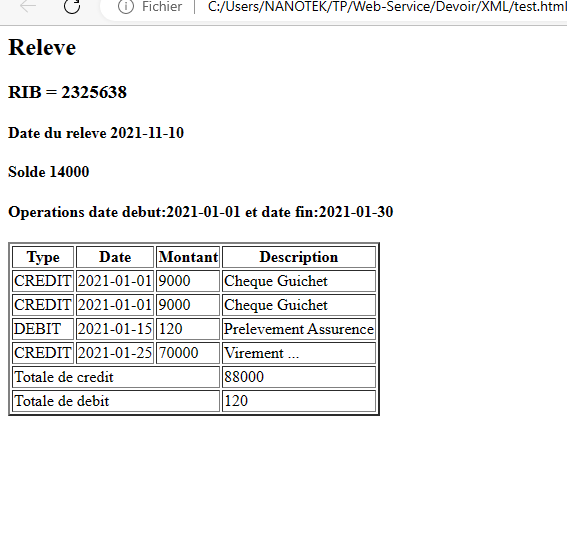 Fichier | C:/Users/NANOTEK/TP/Web-Service/Devoir/XML/test.html
Releve
RIB = 2325638
Date du releve 2021-11-10
Solde 14000
Operations date debut:2021-01-01 et date fin:2021-01-30
Type Date Montant Description
CREDIT 2021-01-01 9000 Cheque Guichet
CREDIT 2021-01-01 9000 Cheque Guichet
DEBIT 2021-01-15 120 Prelevement Assurence
CREDIT 2021-01-25 70000 Virement ...
Totale de credit 88000
Totale de debit 120